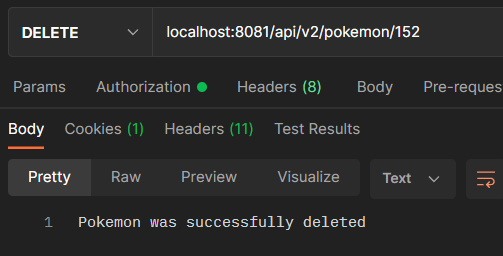 DELETE localhost:8081/api/v2/pokemon/152
Params Authorization Headers (8) Body Pre-reques
Body Cookies (1) Headers (11) Test Results
Pretty Raw Preview Visualize Text
1 Pokemon was successfully deleted